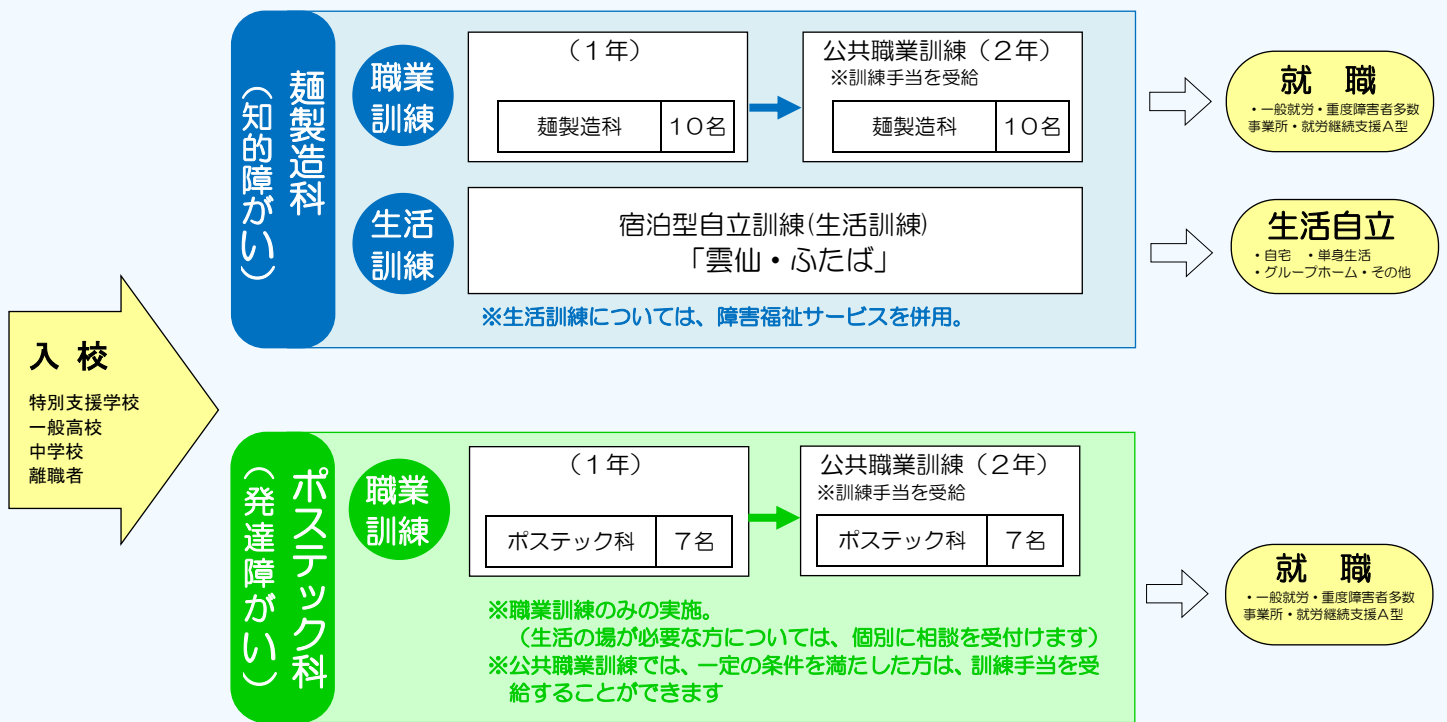 入 校
特別支援学校
一般高校
中学校
離職者
麺製造科
（知的障がい）
職業
訓練
（１年）
麺製造科 １０名
公共職業訓練（２年）
※訓練手当を受給
麺製造科 １０名
就 職
・一般就労・重度障害者多数
事業所・就労継続支援Ａ型
生活
訓練
宿泊型自立訓練(生活訓練)
「雲仙・ふたば」
※生活訓練については、障害福祉サービスを併用。
生活自立
・自宅 ・単身生活
・グループホーム・その他
ポステック科
（発達障がい）
職業
訓練
（１年）
ポステック科 ７名
公共職業訓練（２年）
※訓練手当を受給
ポステック科 ７名
※職業訓練のみの実施。
（生活の場が必要な方については、個別に相談を受付けます）
※公共職業訓練では、一定の条件を満たした方は、訓練手当を受
給することができます
就 職
・一般就労・重度障害者多数
事業所・就労継続支援Ａ型